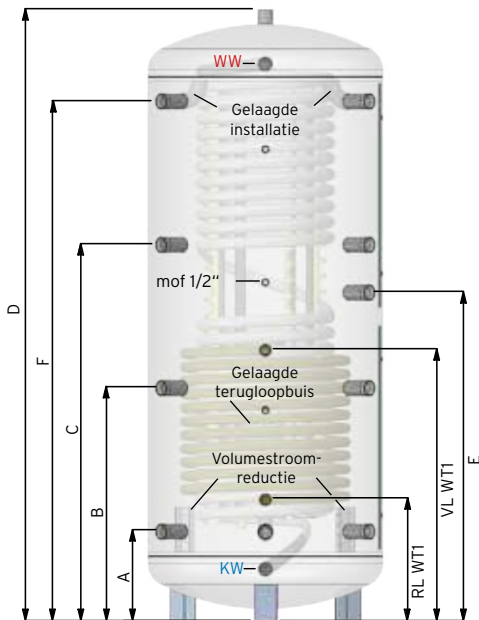 WW
Gelaagde
installatie
mof 1/2“
Gelaagde
terugloopbuis
Volumestroom-
reductie
KW
D
F
C
B
A
E
VL WT1
RL WT1